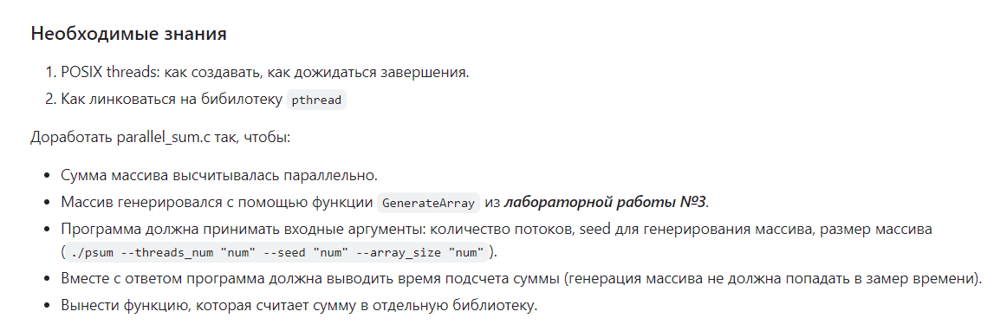 Необходимые знания
1. POSIX threads: как создавать, как дожидаться завершения.
2. Как линковаться на бибилотеку pthread
Доработать parallel_sum.c так, чтобы:
• Сумма массива высчитывалась параллельно.
• Массив генерировался с помощью функции GenerateArray из лабораторной работы №3.
• Программа должна принимать входные аргументы: количество потоков, seed для генерирования массива, размер массива
( ./psum --threads_num "num" --seed "num" --array_size "num" ).
• Вместе с ответом программа должна выводить время подсчета суммы (генерация массива не должна попадать в замер времени).
• Вынести функцию, которая считает сумму в отдельную библиотеку.